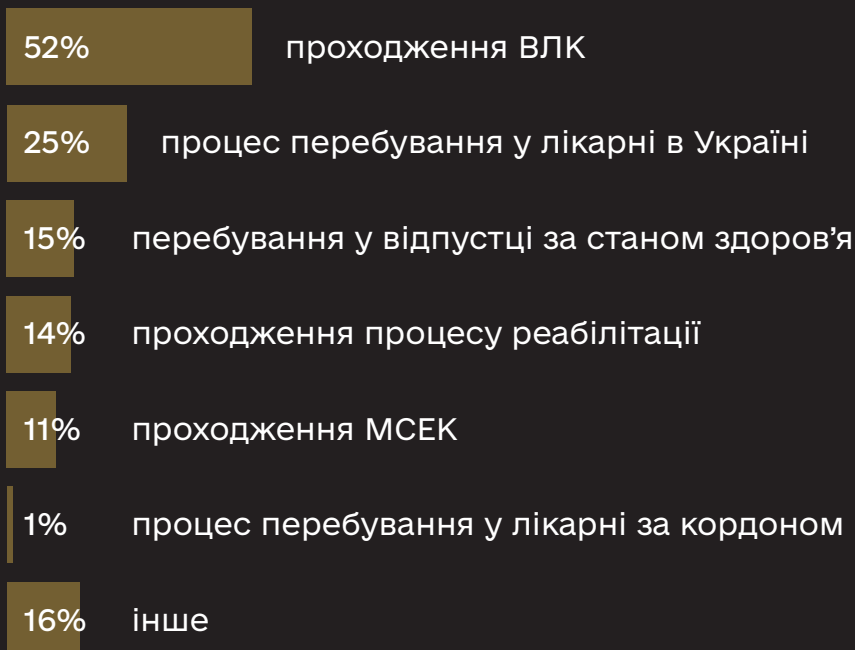 52% проходження ВЛК
25% процес перебування у лікарні в Україні
15% перебування у відпустці за станом здоров’я
14% проходження процесу реабілітації
11% проходження МСЕК
1% процес перебування у лікарні за кордоном
16% інше